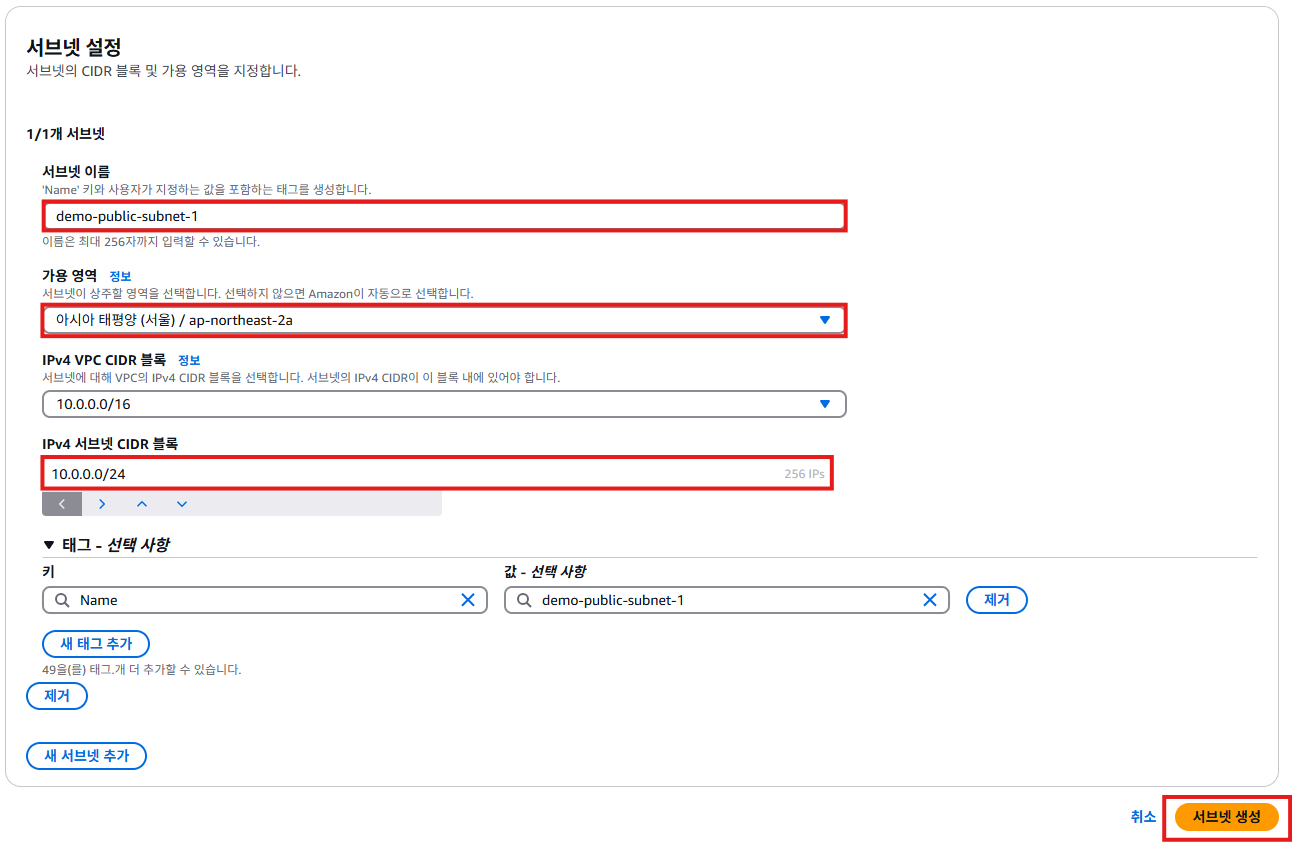 서브넷 설정
서브넷의 CIDR 블록 및 가용 영역을 지정합니다.
1/1개 서브넷
서브넷 이름
'Name' 키와 사용자가 지정하는 값을 포함하는 태그를 생성합니다.
demo-public-subnet-1
이름은 최대 256자까지 입력할 수 있습니다.
가용 영역 정보
서브넷이 상주할 영역을 선택합니다. 선택하지 않으면 Amazon이 자동으로 선택합니다.
아시아 태평양 (서울) / ap-northeast-2a
IPv4 VPC CIDR 블록 정보
서브넷에 대해 VPC의 IPv4 CIDR 블록을 선택합니다. 서브넷의 IPv4 CIDR이 이 블록 내에 있어야 합니다.
10.0.0.0/16
IPv4 서브넷 CIDR 블록
10.0.0.0/24 256 IPs
태그 - 선택 사항
키 값 - 선택 사항
Name demo-public-subnet-1 제거
새 태그 추가
49을(를) 태그.개 더 추가할 수 있습니다.
제거
새 서브넷 추가
취소 서브넷 생성